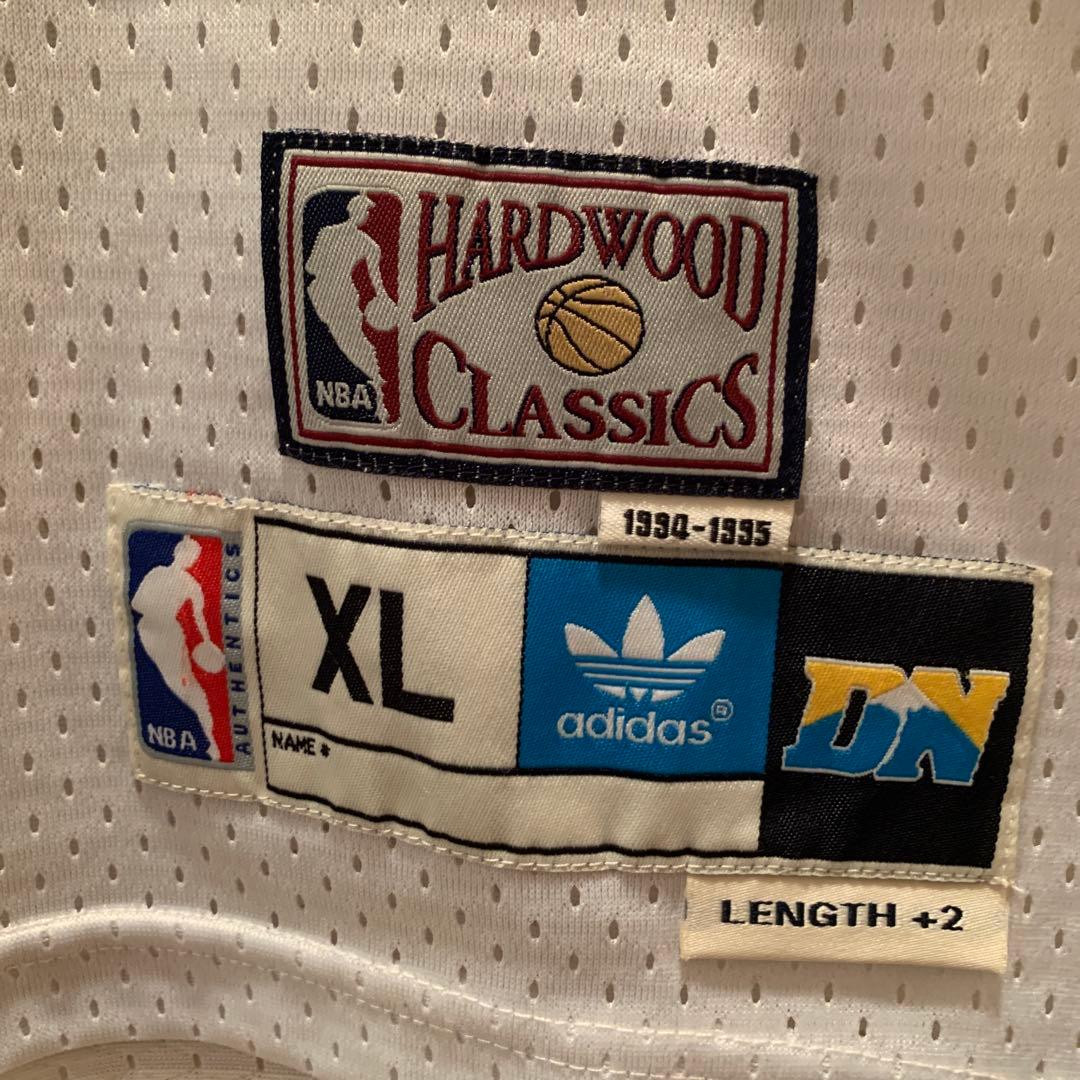 NBA
HARDWOOD
CLASSICS
1994-1995
NBA
AUTHENTICS
XL
NAME #
adidas®
DN
LENGTH +2